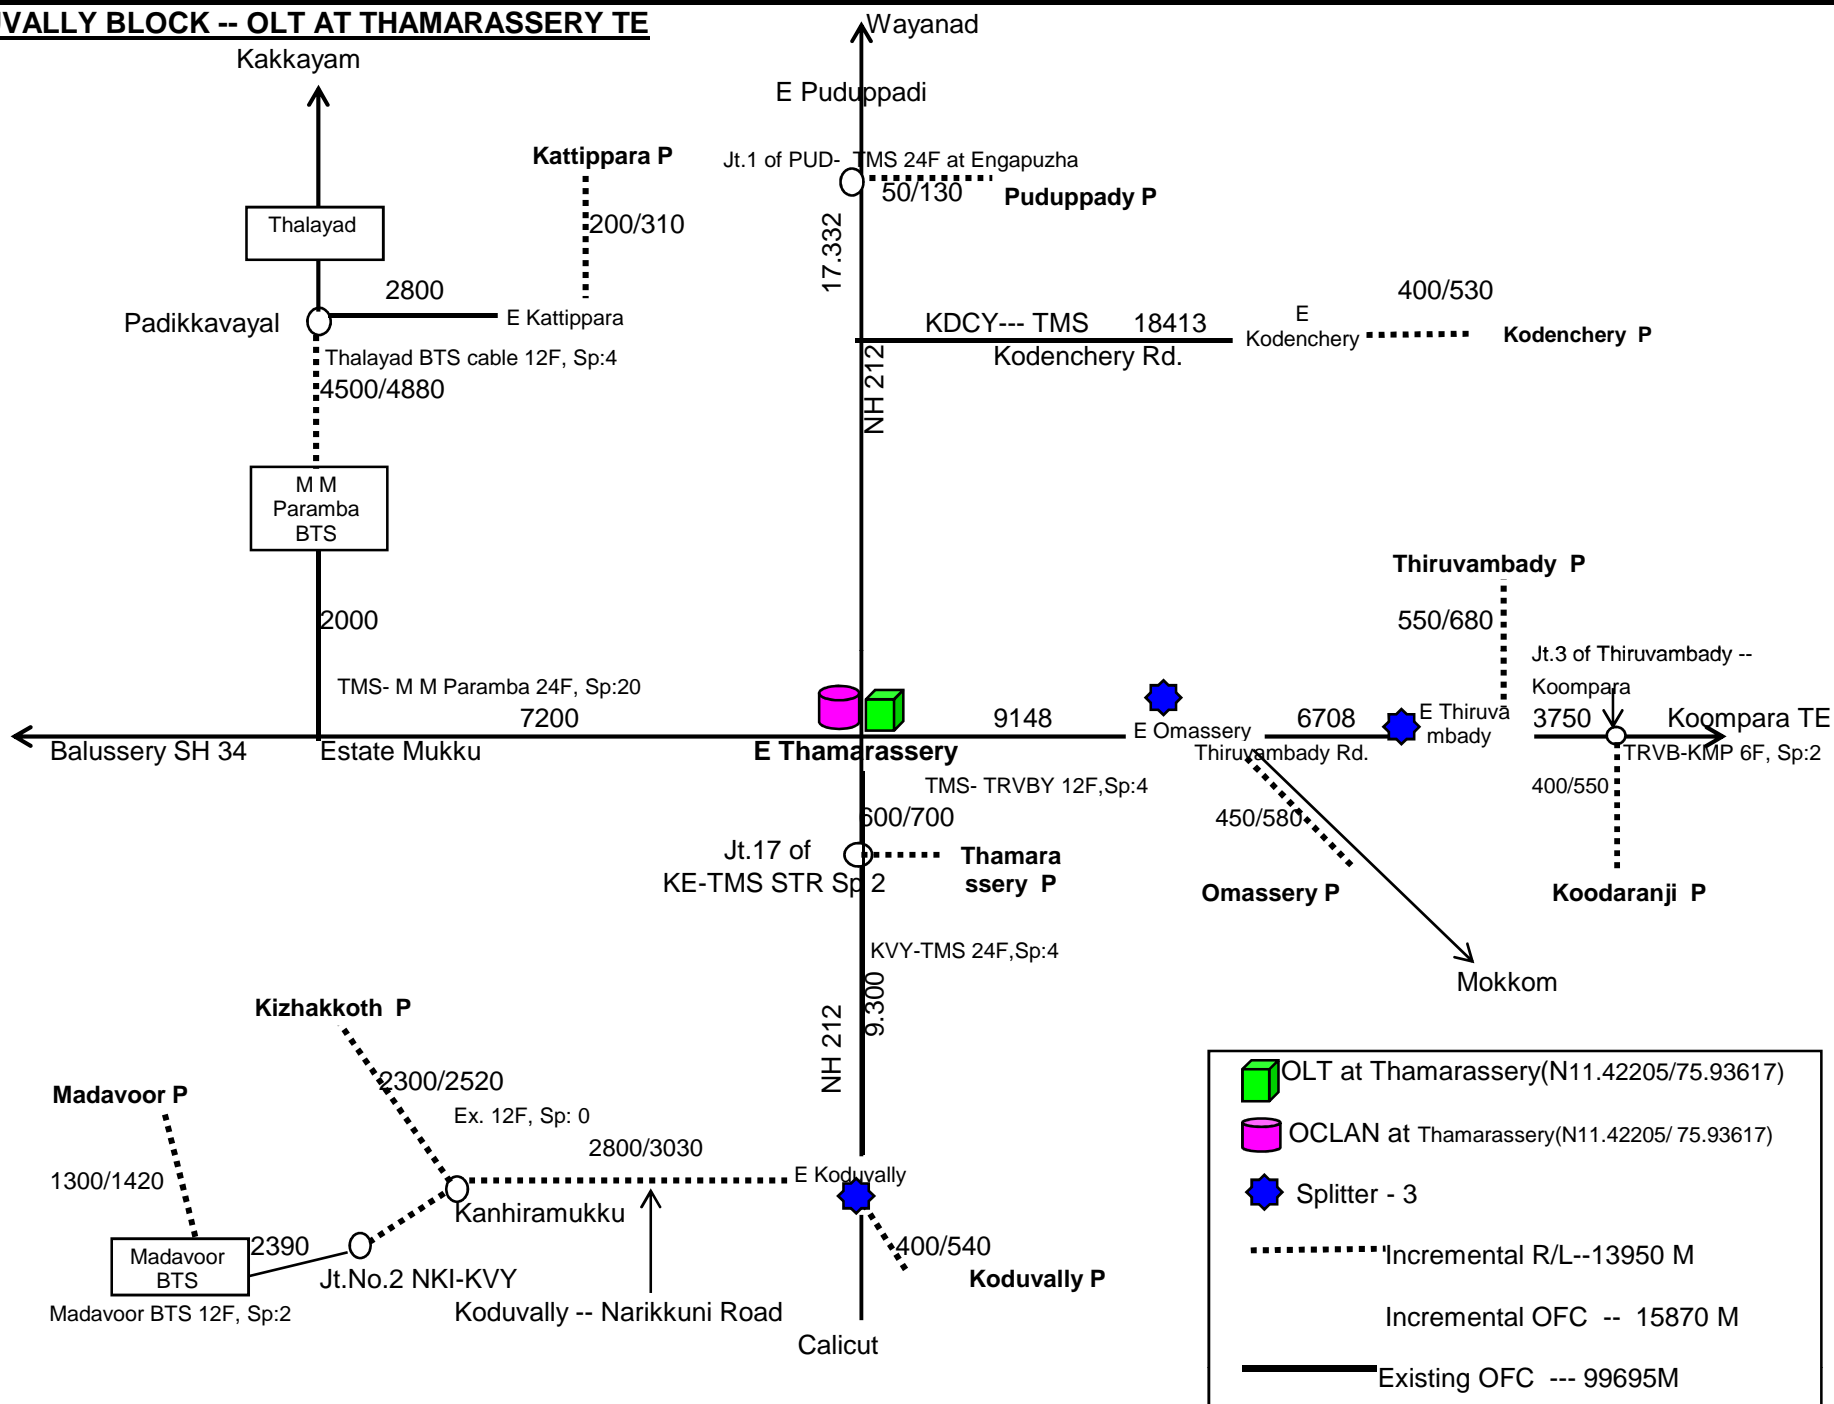 UVALLY BLOCK -- OLT AT THAMARASSERY TE
Wayanad
Kakkayam
E Puduppadi
Kattippara P
Jt.1 of PUD- TMS 24F at Engapuzha
50/130
Puduppady P
Thalayad
200/310
17.332
2800
400/530
Padikkavayal
E Kattippara
KDCY--- TMS 18413
E
Kodenchery
Kodenchery P
Thalayad BTS cable 12F, Sp:4
Kodenchery Rd.
4500/4880
NH 212
M M
Paramba
BTS
Thiruvambady P
2000
550/680
Jt.3 of Thiruvambady --
Koompara
TMS- M M Paramba 24F, Sp:20
7200
9148
E Omassery
6708
E Thiruva
mbady
3750
Koompara TE
Balussery SH 34
Estate Mukku
E Thamarassery
Thiruvambady Rd.
TRVB-KMP 6F, Sp:2
TMS- TRVBY 12F,Sp:4
400/550
600/700
450/580
Jt.17 of
KE-TMS STR Sp 2
Thamara
ssery P
Omassery P
Koodaranji P
KVY-TMS 24F,Sp:4
Mokkom
9.300
NH 212
Kizhakkoth P
2300/2520
Madavoor P
Ex. 12F, Sp: 0
2800/3030
1300/1420
E Koduvally
Kanhiramukku
2390
Madavoor
BTS
Jt.No.2 NKI-KVY
400/540
Koduvally P
Madavoor BTS 12F, Sp:2
Koduvally -- Narikkuni Road
Calicut
OLT at Thamarassery(N11.42205/75.93617)
OCLAN at Thamarassery(N11.42205/ 75.93617)
Splitter - 3
Incremental R/L--13950 M
Incremental OFC -- 15870 M
Existing OFC --- 99695M